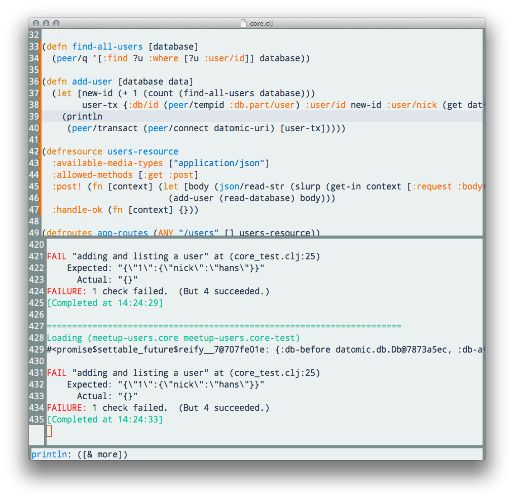 core.clj
32
33 (defn find-all-users [database]
34   (peer/q '[:find ?u :where [?u :user/id]] database))
35
36 (defn add-user [database data]
37   (let [new-id (+ 1 (count (find-all-users database)))
38         user-tx {:db/id (peer/tempid :db.part/user) :user/id new-id :user/nick (get dat
39     (println
40      (peer/transact (peer/connect datomic-uri) [user-tx]))))
41
42 (defresource users-resource
43   :available-media-types ["application/json"]
44   :allowed-methods [:get :post]
45   :post! (fn [context] (let [body (json/read-str (slurp (get-in context [:request :body
46                         (add-user (read-database) body)))
47   :handle-ok (fn [context] {}))
48
49 (defroutes app-routes (ANY "/users" [] users-resource))
420
421 FAIL "adding and listing a user" at (core_test.clj:25)
422     Expected: "{\"1\":{\"nick\":\"hans\"}}"
423       Actual: "{}"
424 FAILURE: 1 check failed.  (But 4 succeeded.)
425 [Completed at 14:24:29]
426
427 =====================================================================
428 Loading (meetup-users.core meetup-users.core-test)
429 #<promise$settable_future$reify__7@707fe01e: {:db-before datomic.db.Db@7873a5ec, :db-a
430
431 FAIL "adding and listing a user" at (core_test.clj:25)
432     Expected: "{\"1\":{\"nick\":\"hans\"}}"
433       Actual: "{}"
434 FAILURE: 1 check failed.  (But 4 succeeded.)
435 [Completed at 14:24:33]
println: ([& more])